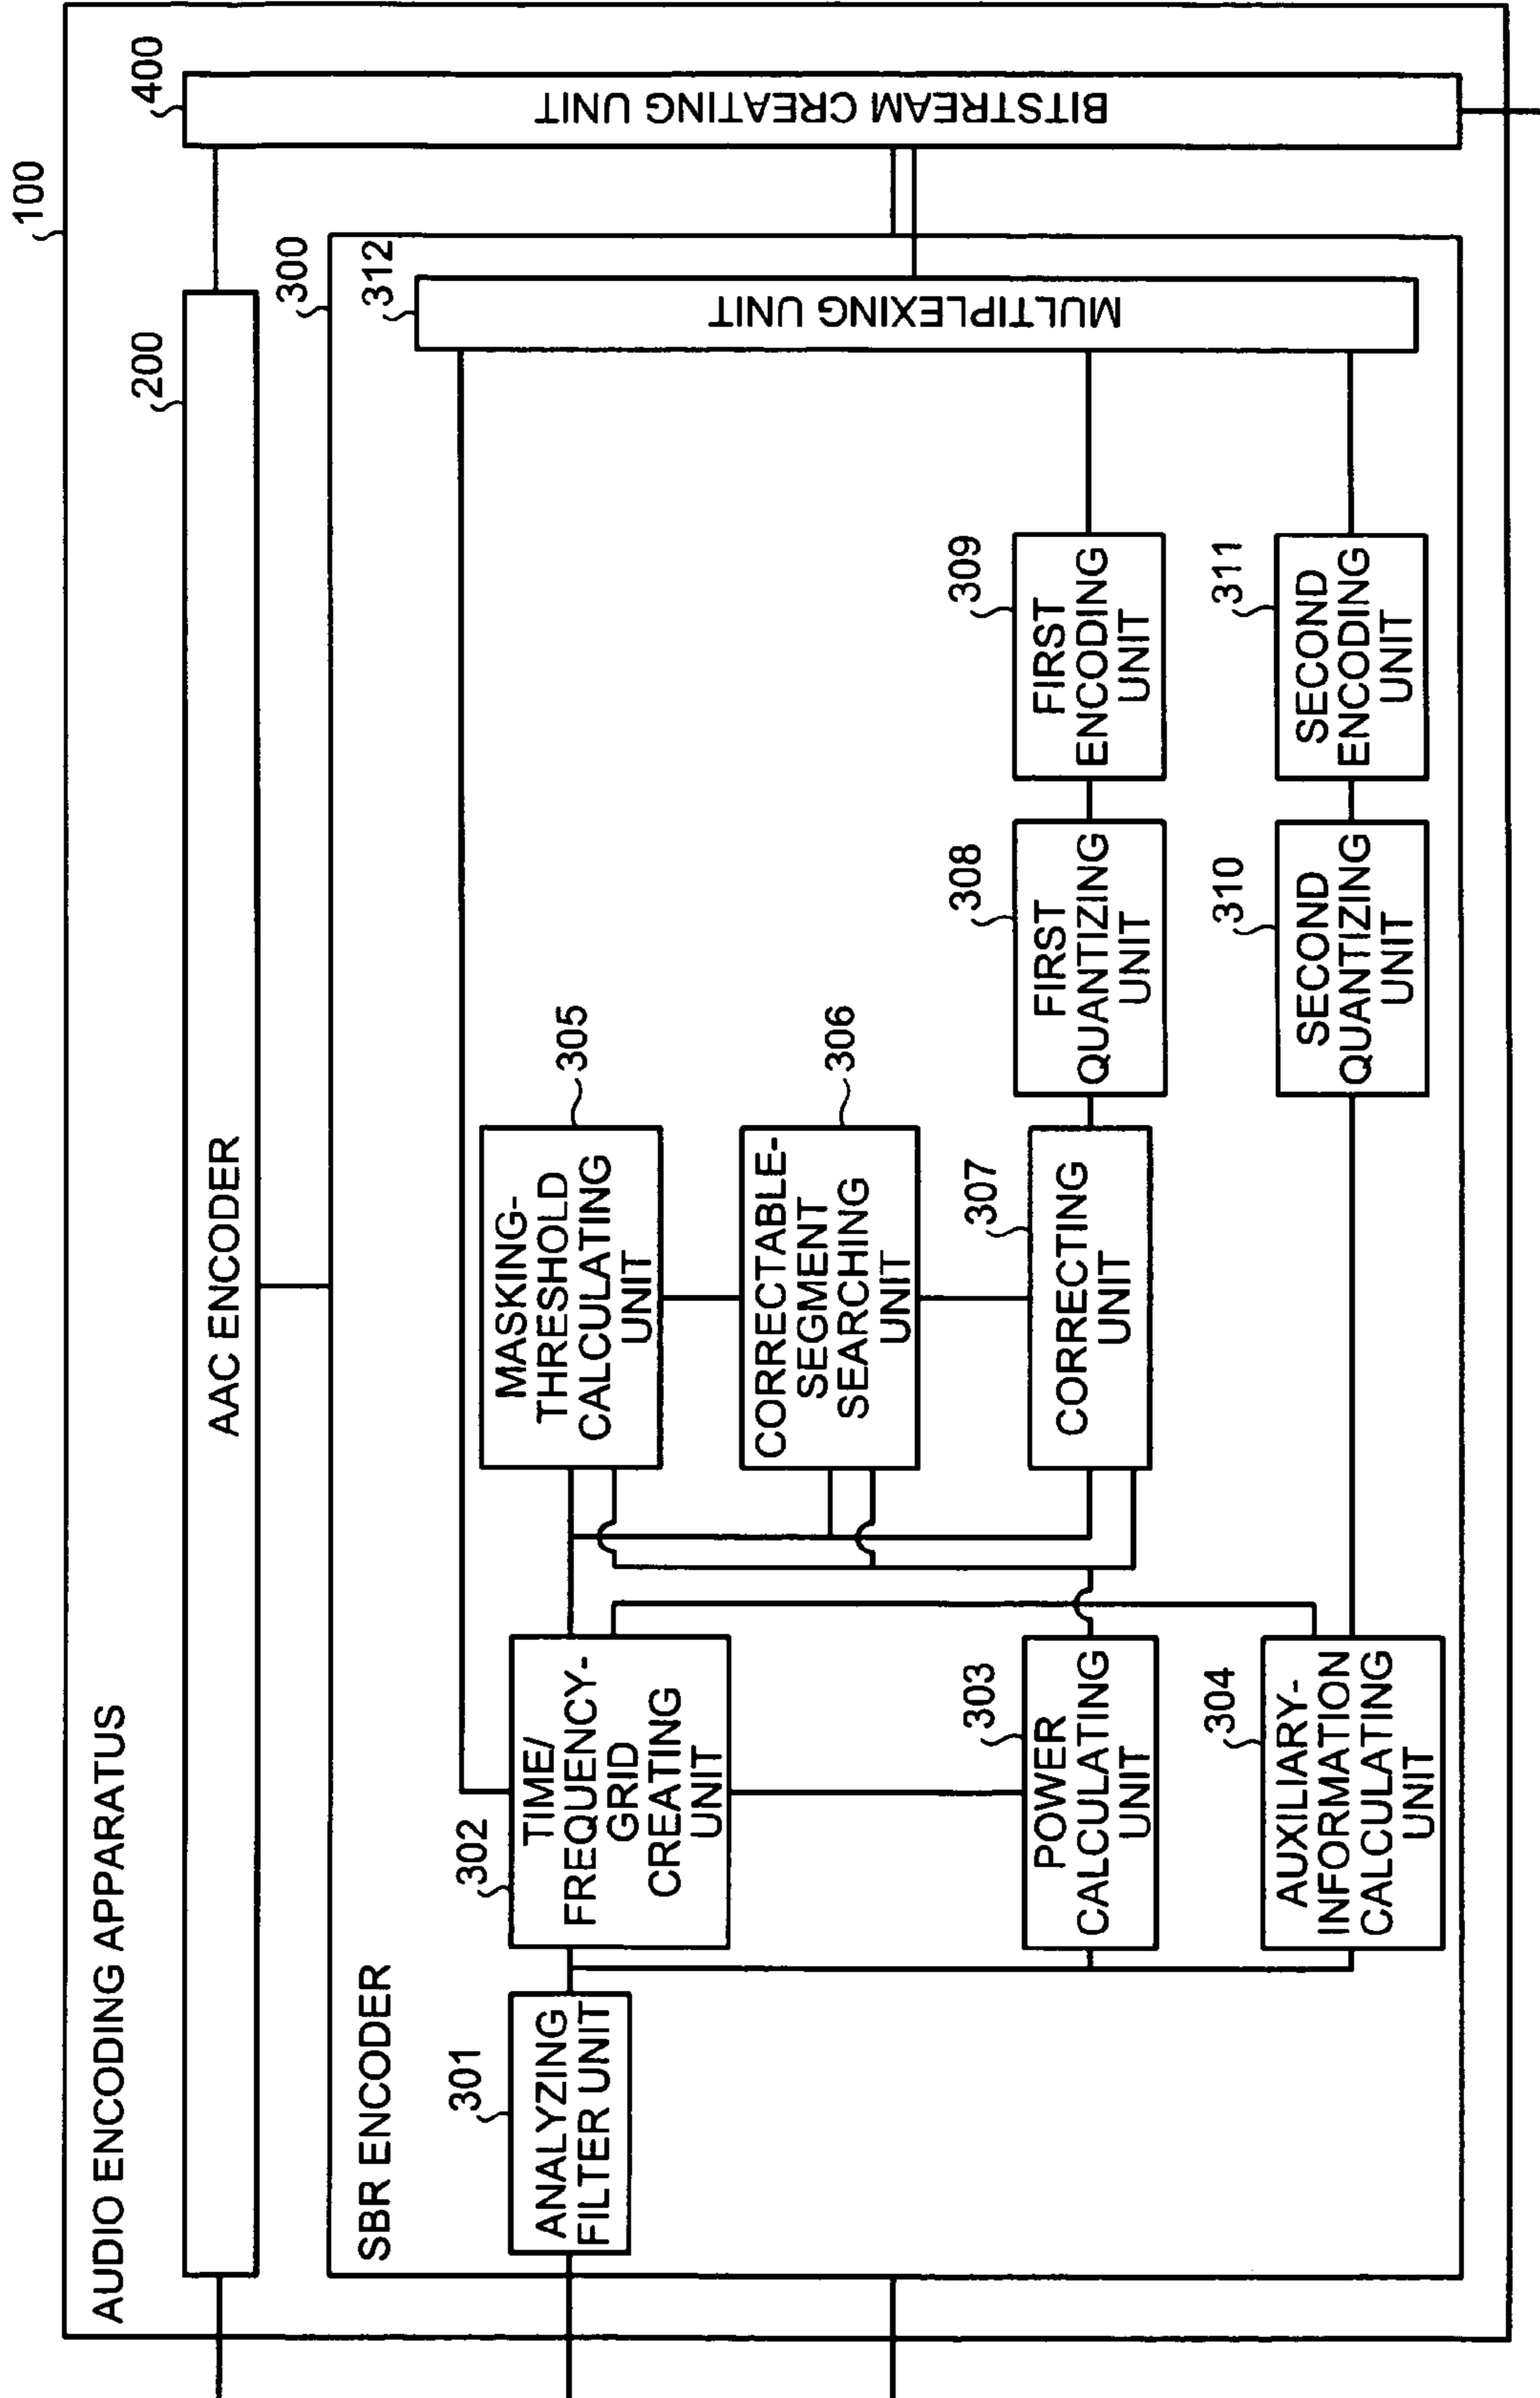 100
AUDIO ENCODING APPARATUS
200
AAC ENCODER
400
BITSTREAM CREATING UNIT
300
SBR ENCODER
312
MULTIPLEXING UNIT
301
ANALYZING
FILTER UNIT
302
TIME/
FREQUENCY-
GRID
CREATING
UNIT
305
MASKING-
THRESHOLD
CALCULATING
UNIT
306
CORRECTABLE-
SEGMENT
SEARCHING
UNIT
303
POWER
CALCULATING
UNIT
307
CORRECTING
UNIT
308
FIRST
QUANTIZING
UNIT
309
FIRST
ENCODING
UNIT
304
AUXILIARY-
INFORMATION
CALCULATING
UNIT
310
SECOND
QUANTIZING
UNIT
311
SECOND
ENCODING
UNIT